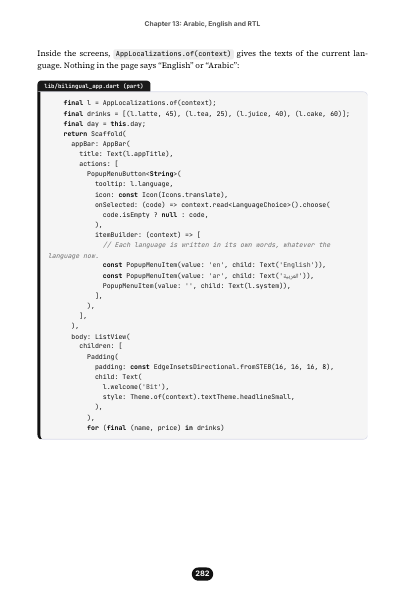 Chapter 13: Arabic, English and RTL
Inside the screens, AppLocalizations.of(context) gives the texts of the current lan-
guage. Nothing in the page says “English” or “Arabic”:
lib/bilingual_app.dart (part)
    final l = AppLocalizations.of(context);
    final drinks = [(l.latte, 45), (l.tea, 25), (l.juice, 40), (l.cake, 60)];
    final day = this.day;
    return Scaffold(
      appBar: AppBar(
        title: Text(l.appTitle),
        actions: [
          PopupMenuButton<String>(
            tooltip: l.language,
            icon: const Icon(Icons.translate),
            onSelected: (code) => context.read<LanguageChoice>().choose(
              code.isEmpty ? null : code,
            ),
            itemBuilder: (context) => [
              // Each language is written in its own words, whatever the
language now.
              const PopupMenuItem(value: 'en', child: Text('English')),
              const PopupMenuItem(value: 'ar', child: Text('العربية')),
              PopupMenuItem(value: '', child: Text(l.system)),
            ],
          ),
        ],
      ),
      body: ListView(
        children: [
          Padding(
            padding: const EdgeInsetsDirectional.fromSTEB(16, 16, 16, 8),
            child: Text(
              l.welcome('Bit'),
              style: Theme.of(context).textTheme.headlineSmall,
            ),
          ),
          for (final (name, price) in drinks)
282